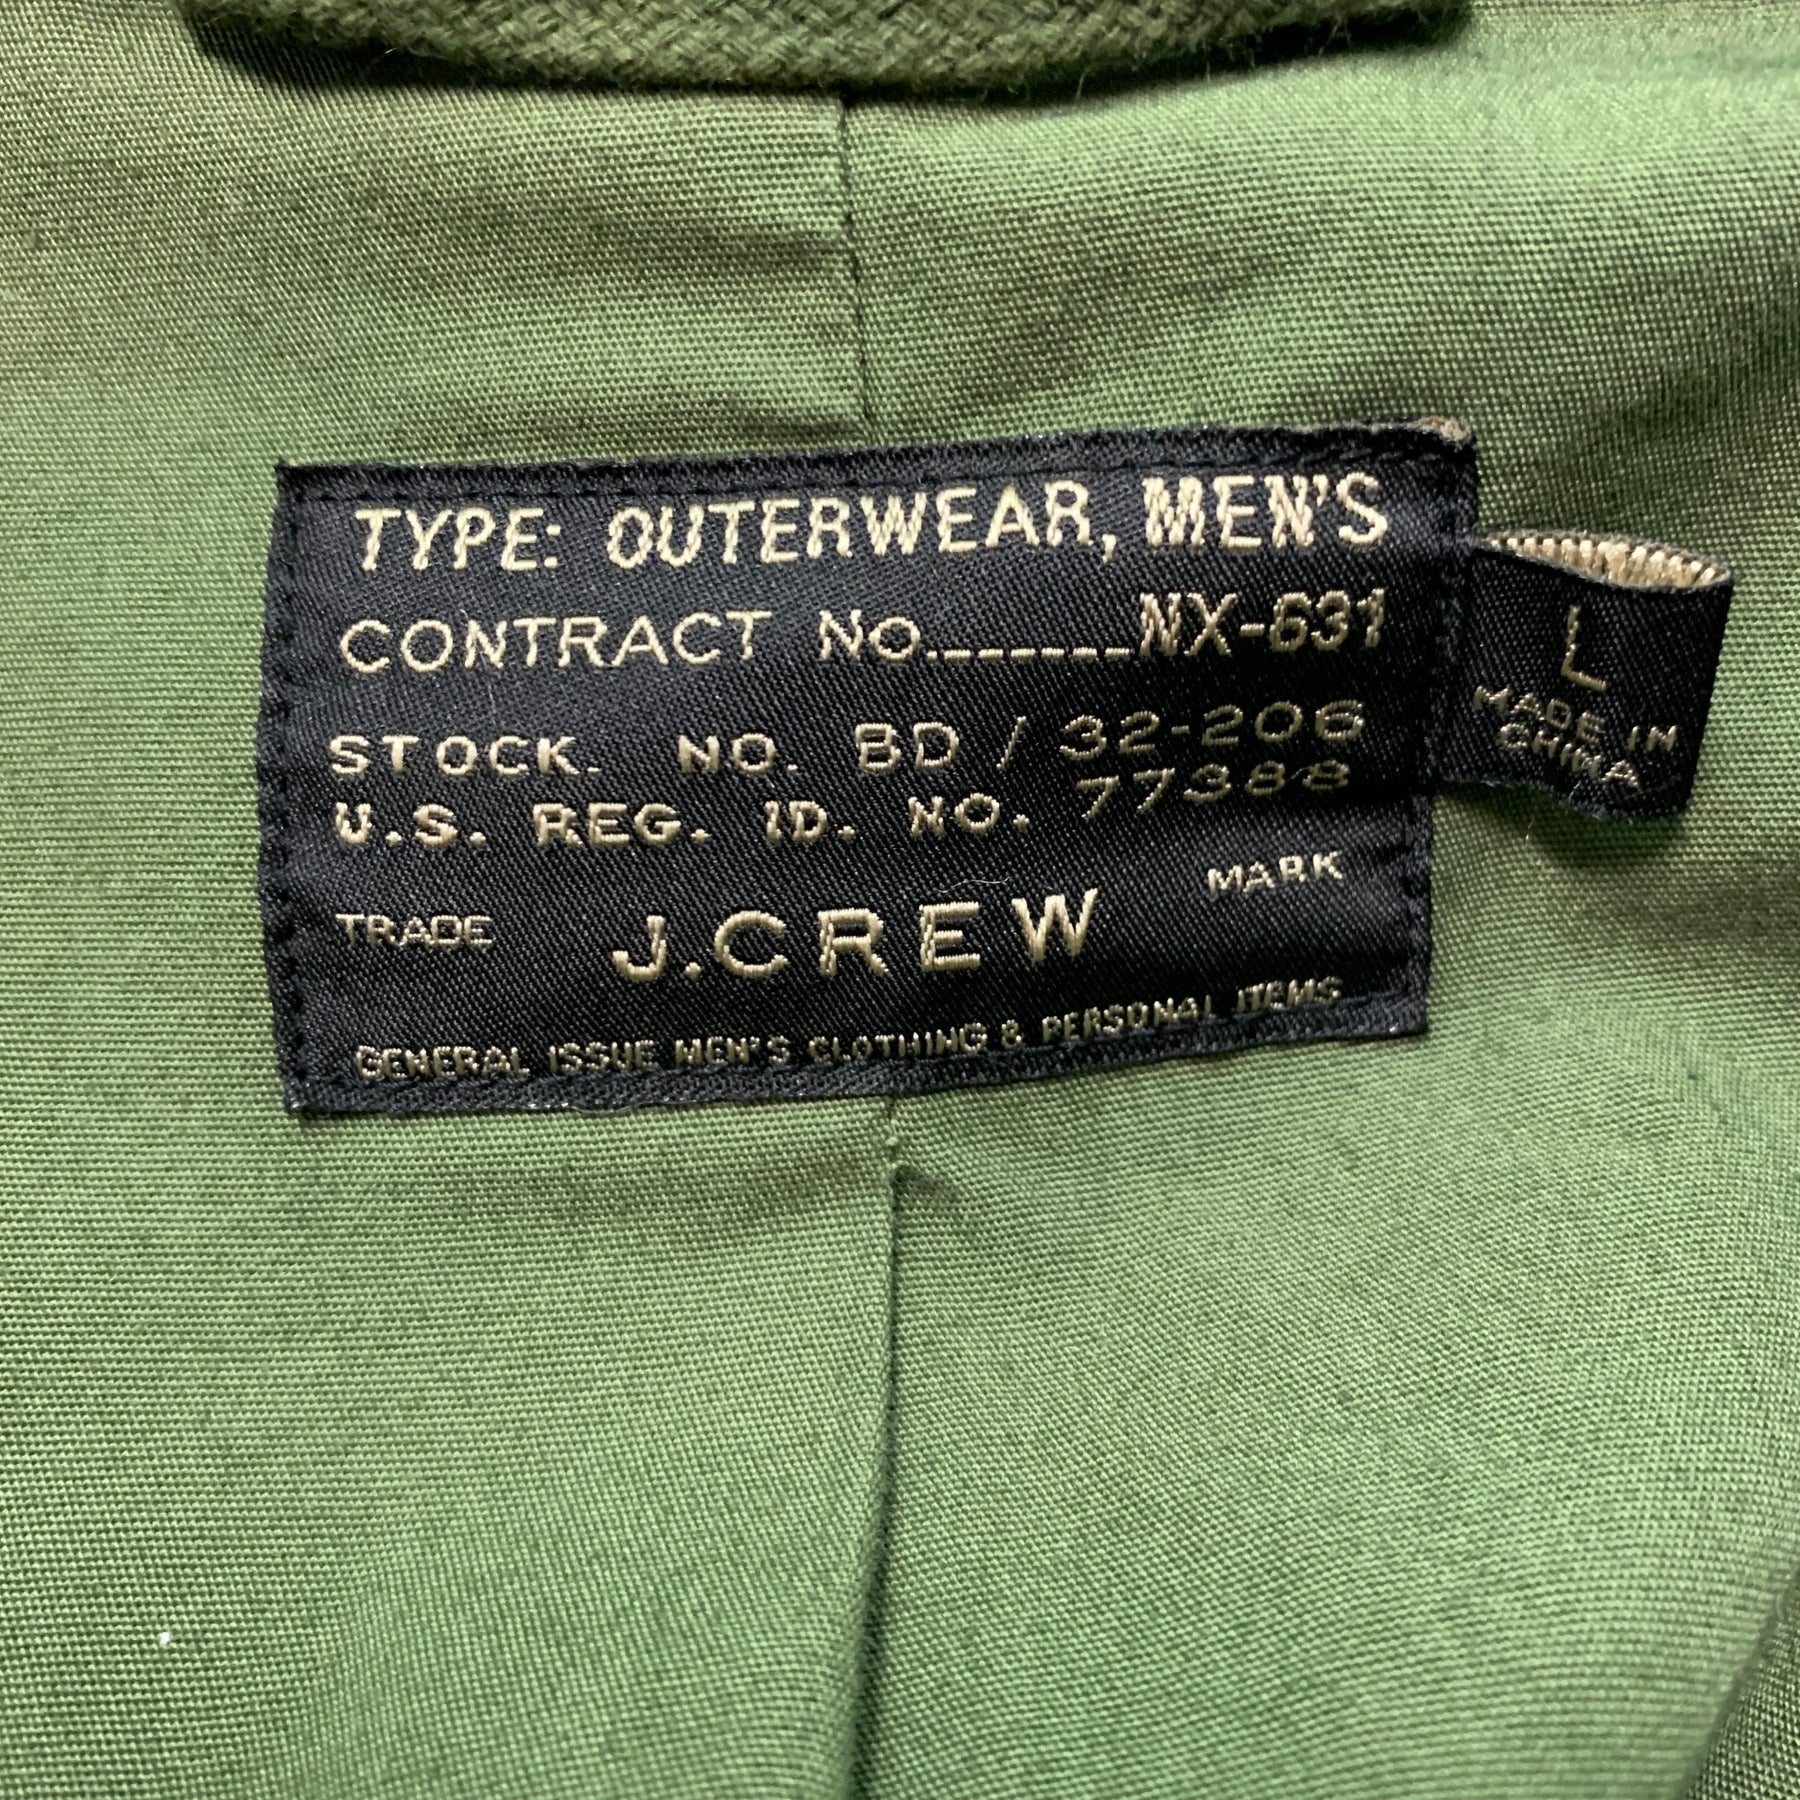 TYPE: OUTERWEAR, MEN'S
CONTRACT No._______NX-631
STOCK. NO. BD / 32-206
U.S. REG. ID. NO. 77388
TRADE J.CREW MARK
GENERAL ISSUE MEN'S CLOTHING & PERSONAL ITEMS
L
MADE IN
CHINA